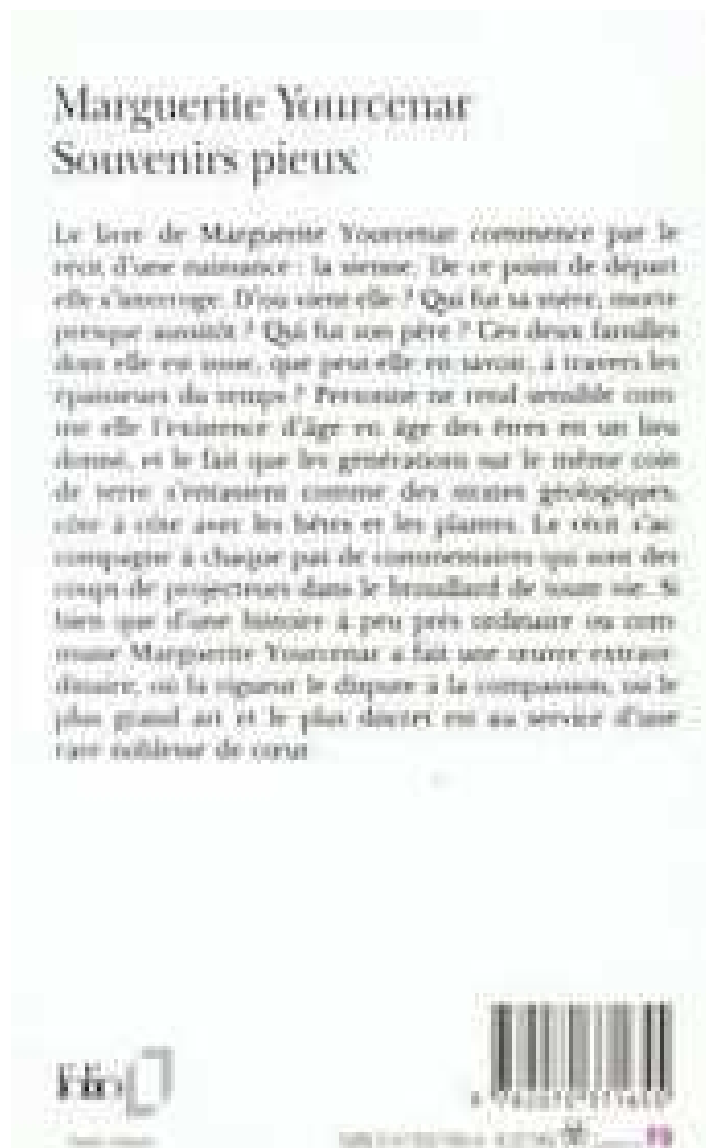 Marguerite Yourcenar
Souvenirs pieux
Le livre de Marguerite Yourcenar commence par le
récit d'une naissance : la sienne. De ce point de départ
elle s'interroge. D'où vient-elle ? Qui fut sa mère, morte
presque aussitôt ? Qui fut son père ? Ces deux familles
dont elle est issue, que peut-elle en savoir, à travers les
épaisseurs du temps ? Personne ne rend sensible com-
me elle l'existence d'âge en âge des êtres en un lieu
donné, et le fait que les générations sur le même coin
de terre s'entassent comme des strates géologiques,
côte à côte avec les bêtes et les plantes. Le récit s'ac-
compagne à chaque pas de commentaires qui sont des
coups de projecteurs dans le brouillard de toute vie. Si
bien que d'une histoire à peu près ordinaire ou com-
mune Marguerite Yourcenar a fait une œuvre extraor-
dinaire, où la rigueur le dispute à la compassion, où le
plus grand art et le plus discret est au service d'une
rare noblesse de cœur.
folio